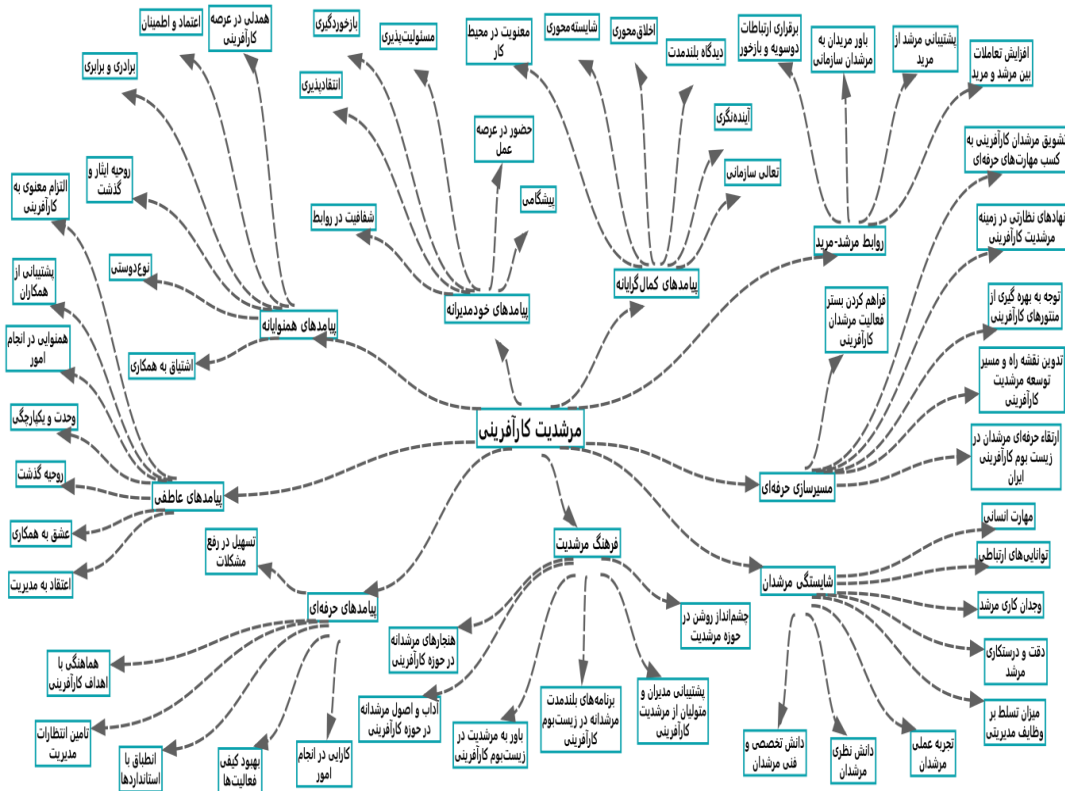 همدلی در عرصه
کارآفرینی
اعتماد و اطمینان
برادری و برابری
روحیه ایثار و
گذشت
نوع‌دوستی
اشتیاق به همکاری
پیامدهای همنوایانه
بازخوردگیری
مسئولیت‌پذیری
انتقادپذیری
حضور در عرصه
عمل
پیشگامی
شفافیت در روابط
پیامدهای خودمدیرانه
معنویت در محیط
کار
شایسته‌محوری
اخلاق‌محوری
دیدگاه بلندمدت
آینده‌نگری
تعالی سازمانی
پیامدهای کمال‌گرایانه
برقراری ارتباطات
دوسویه و بازخور
باور مریدان به
مرشدان سازمانی
پشتیبانی مرشد از
مرید
افزایش تعاملات
بین مرشد و مرید
روابط مرشد-مرید
تشویق مرشدان کارآفرینی به
کسب مهارت‌های حرفه‌ای
نهادهای نظارتی در زمینه
مرشدیت کارآفرینی
توجه به بهره گیری از
منتورهای کارآفرینی
فراهم کردن بستر
فعالیت مرشدان
کارآفرینی
تدوین نقشه راه و مسیر
توسعه مرشدیت
کارآفرینی
ارتقاء حرفه‌ای مرشدان در
زیست بوم کارآفرینی
ایران
مسیرسازی حرفه‌ای
مرشدیت کارآفرینی
التزام معنوی به
کارآفرینی
پشتیبانی از
همکاران
همنوایی در انجام
امور
وحدت و یکپارچگی
روحیه گذشت
عشق به همکاری
اعتقاد به مدیریت
پیامدهای عاطفی
تسهیل در رفع
مشکلات
پیامدهای حرفه‌ای
هماهنگی با
اهداف کارآفرینی
تامین انتظارات
مدیریت
انطباق با
استانداردها
بهبود کیفی
فعالیت‌ها
کارایی در انجام
امور
فرهنگ مرشدیت
هنجارهای مرشدانه
در حوزه کارآفرینی
آداب و اصول مرشدانه
در حوزه کارآفرینی
باور به مرشدیت در
زیست‌بوم کارآفرینی
برنامه‌های بلندمدت
مرشدانه در زیست‌بوم
کارآفرینی
پشتیبانی مدیران و
متولیان از مرشدیت
کارآفرینی
چشم‌انداز روشن در
حوزه مرشدیت
شایستگی مرشدان
مهارت انسانی
توانایی‌های ارتباطی
وجدان کاری مرشد
دقت و درستکاری
مرشد
میزان تسلط بر
وظایف مدیریتی
تجربه عملی
مرشدان
دانش نظری
مرشدان
دانش تخصصی و
فنی مرشدان